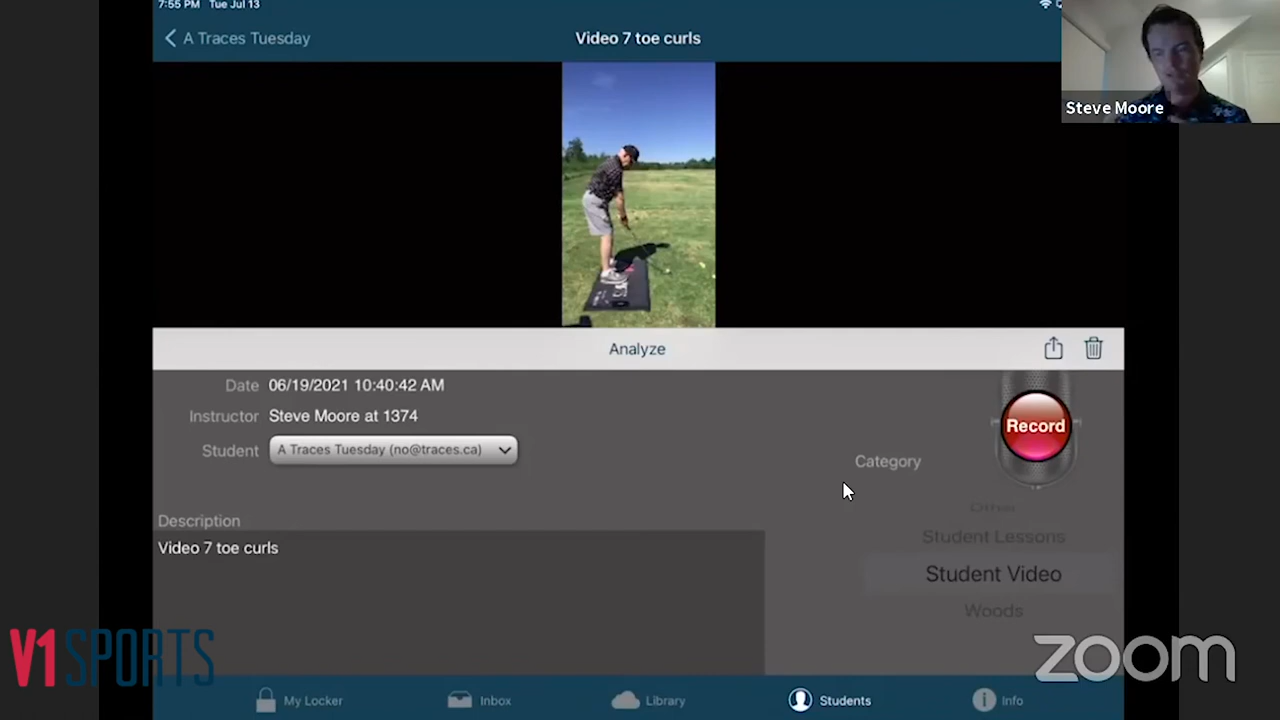 7:55 PM Tue Jul 13
A Traces Tuesday
Video 7 toe curls
Steve Moore
Analyze
Date 06/19/2021 10:40:42 AM
Instructor Steve Moore at 1374
Student A Traces Tuesday (no@traces.ca)
Record
Category
Other
Student Lessons
Student Video
Woods
Description
Video 7 toe curls
V1 SPORTS
zoom
My Locker
Inbox
Library
Students
Info